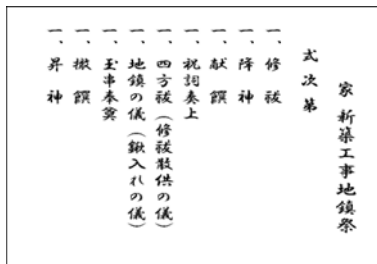 家 新築工事地鎮祭
式次第
一、修祓
一、降神
一、献饌
一、祝詞奏上
一、四方祓(修祓散供の儀)
一、地鎮の儀(鍬入れの儀)
一、玉串奉奠
一、撤饌
一、昇神